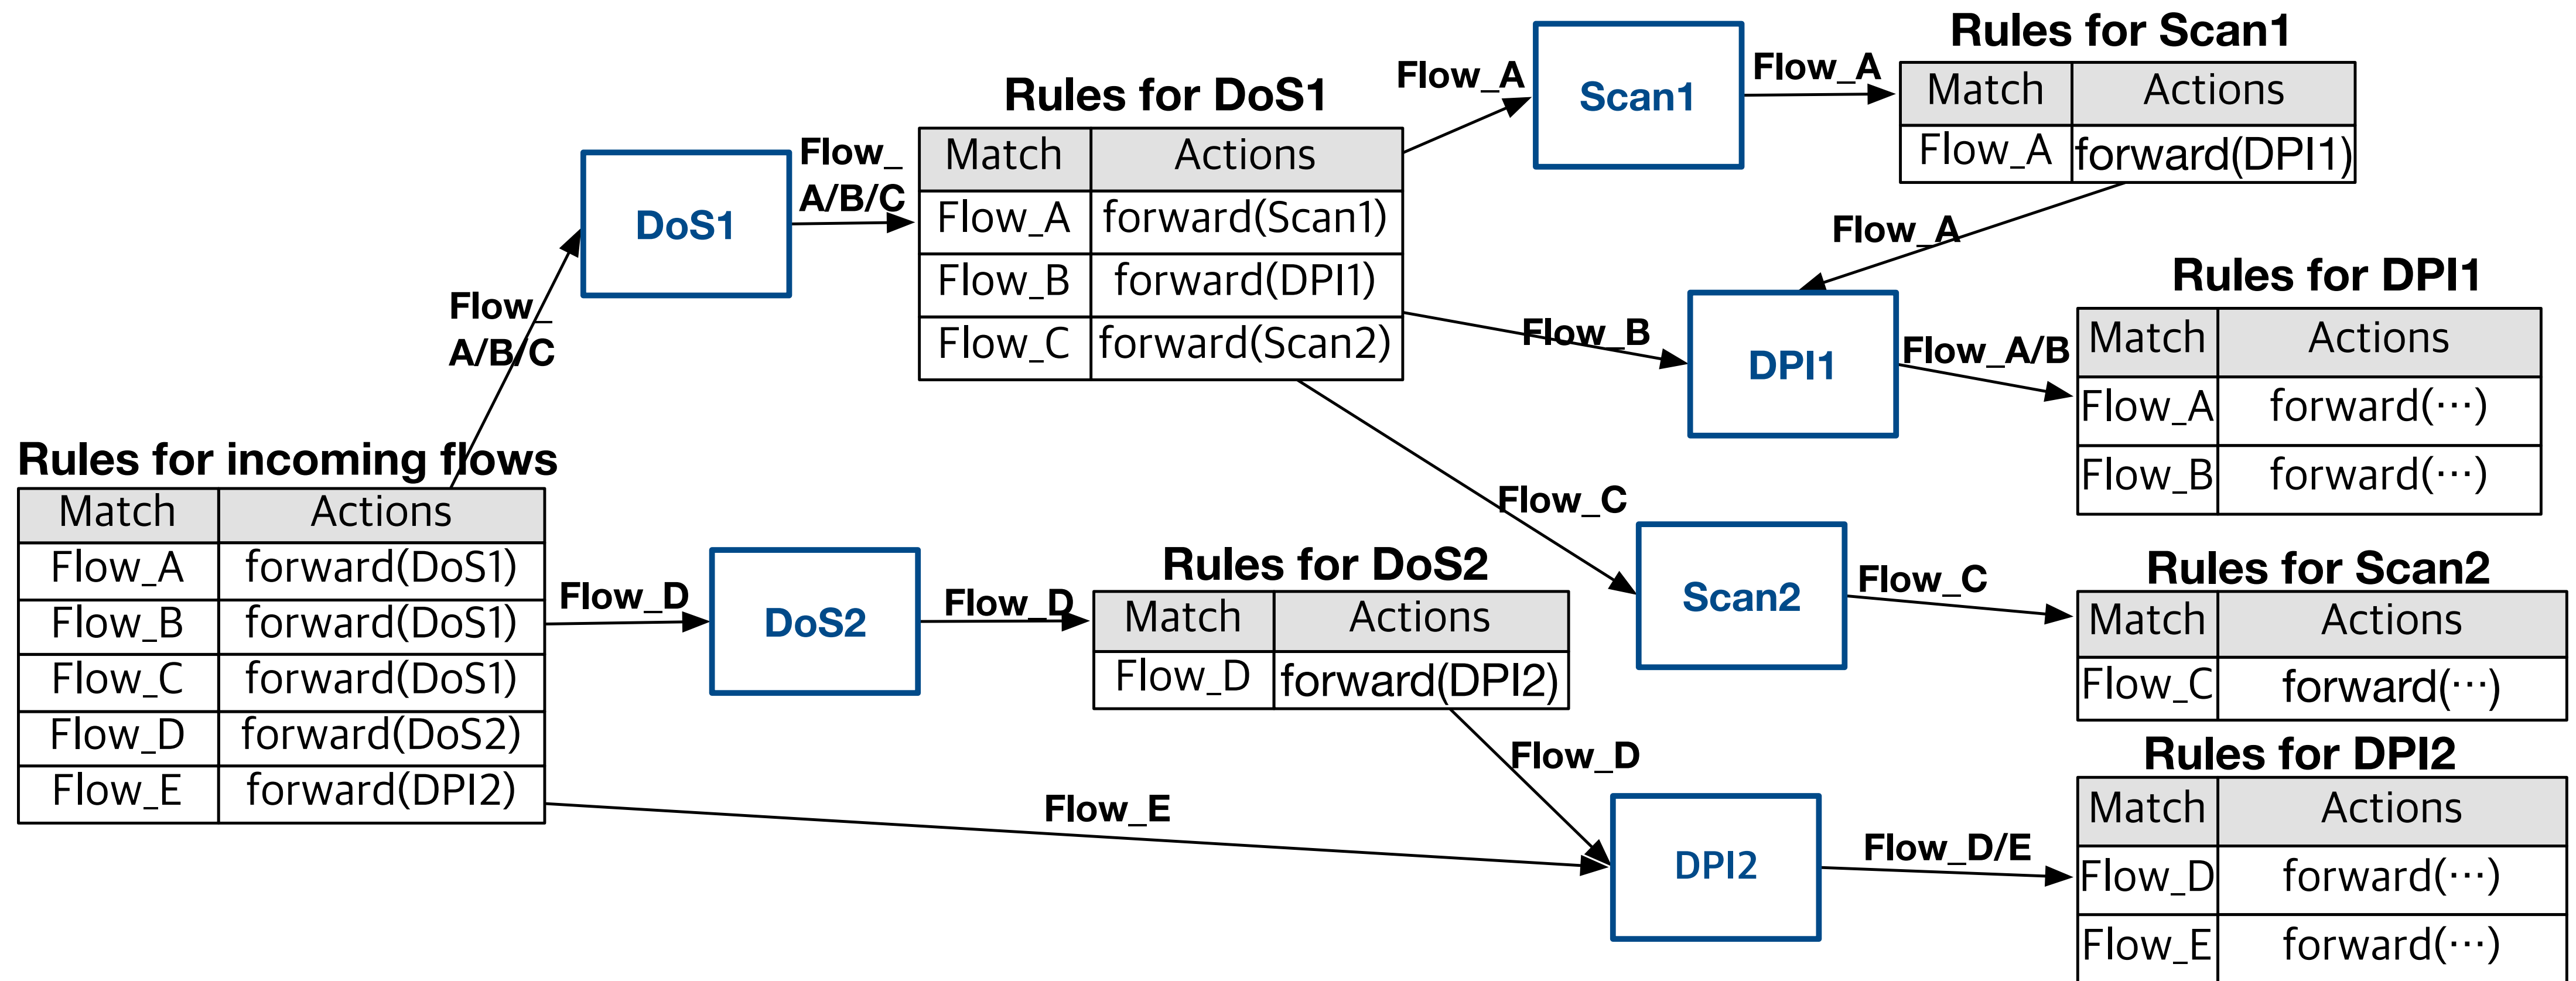 Rules for incoming flows
Match Actions
Flow_A forward(DoS1)
Flow_B forward(DoS1)
Flow_C forward(DoS1)
Flow_D forward(DoS2)
Flow_E forward(DPI2)
Flow_
A/B/C
DoS1
Flow_
A/B/C
Rules for DoS1
Match Actions
Flow_A forward(Scan1)
Flow_B forward(DPI1)
Flow_C forward(Scan2)
Flow_A
Scan1
Flow_A
Rules for Scan1
Match Actions
Flow_A forward(DPI1)
Flow_A
Flow_B
DPI1
Flow_A/B
Rules for DPI1
Match Actions
Flow_A forward(···)
Flow_B forward(···)
Flow_C
Scan2
Flow_C
Rules for Scan2
Match Actions
Flow_C forward(···)
Flow_D
DoS2
Flow_D
Rules for DoS2
Match Actions
Flow_D forward(DPI2)
Flow_D
Flow_E
DPI2
Flow_D/E
Rules for DPI2
Match Actions
Flow_D forward(···)
Flow_E forward(···)